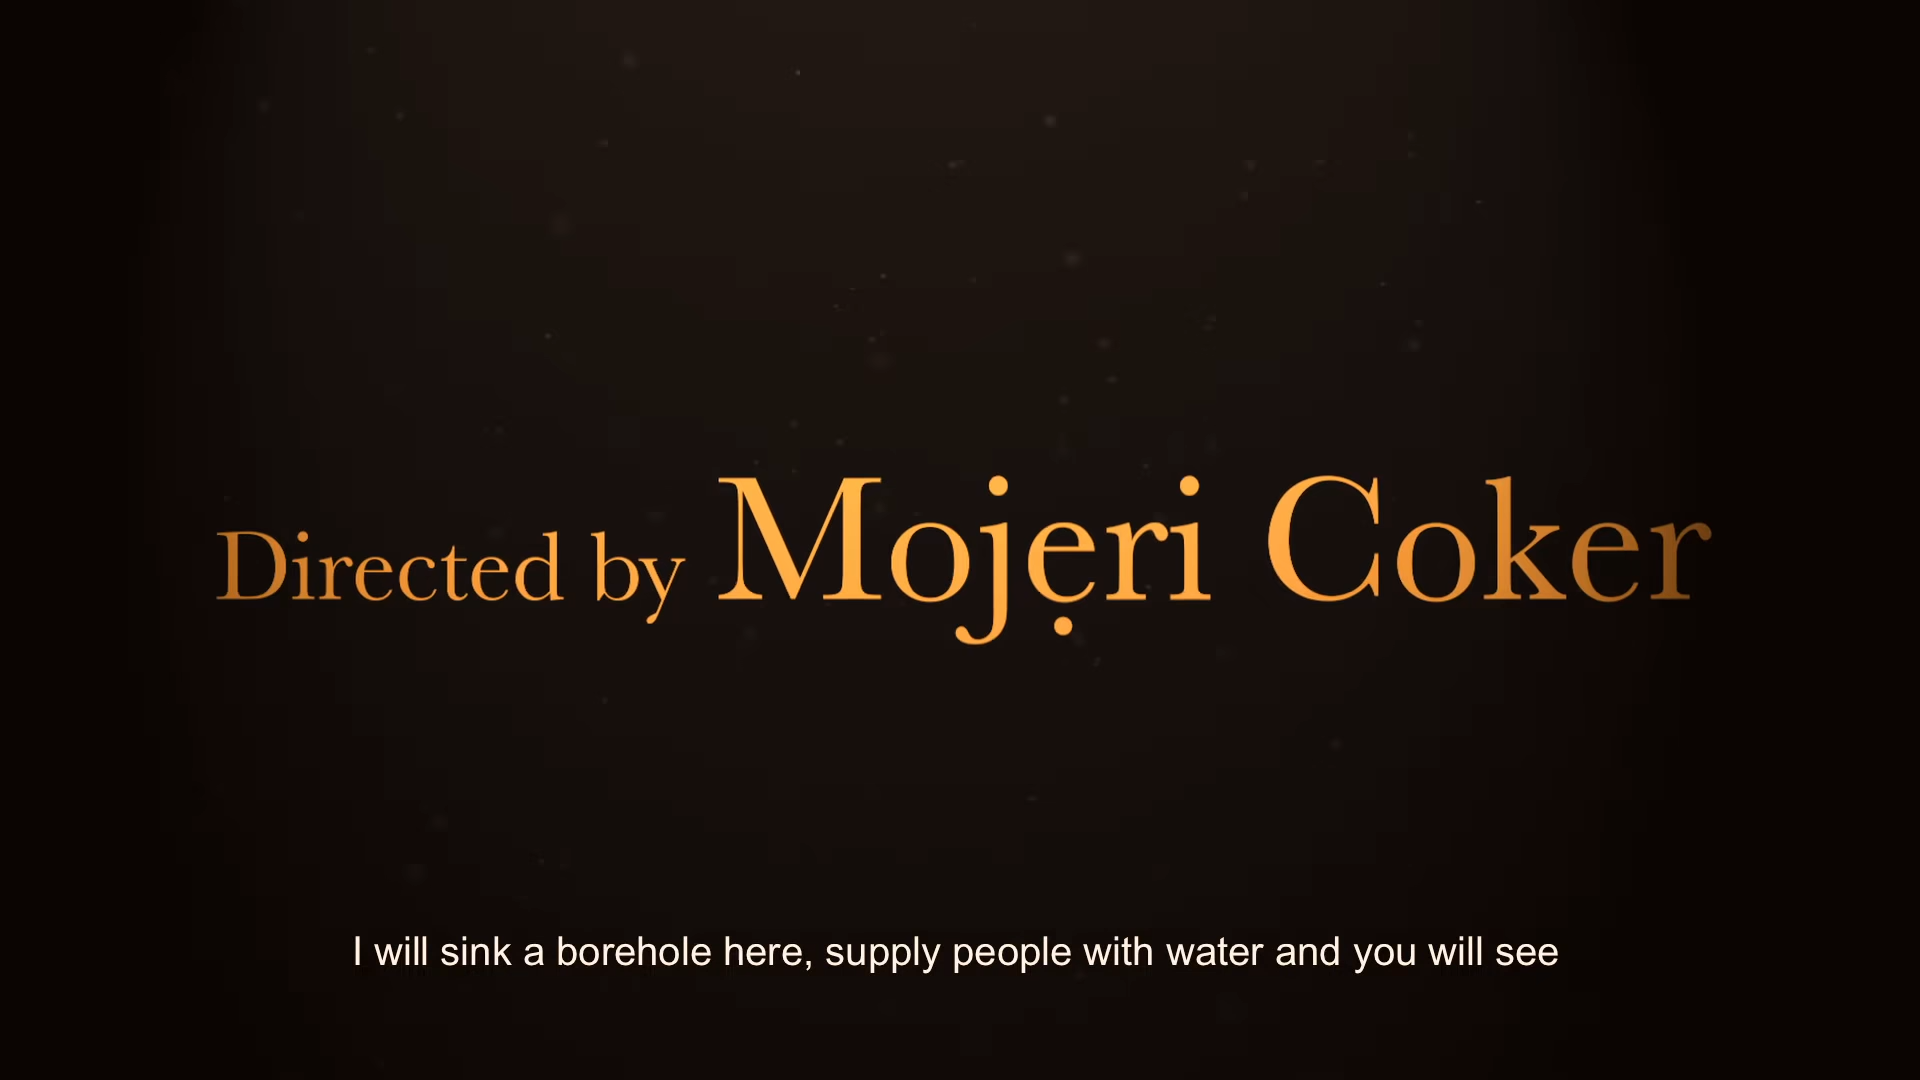 Directed by Mojẹri Coker
I will sink a borehole here, supply people with water and you will see